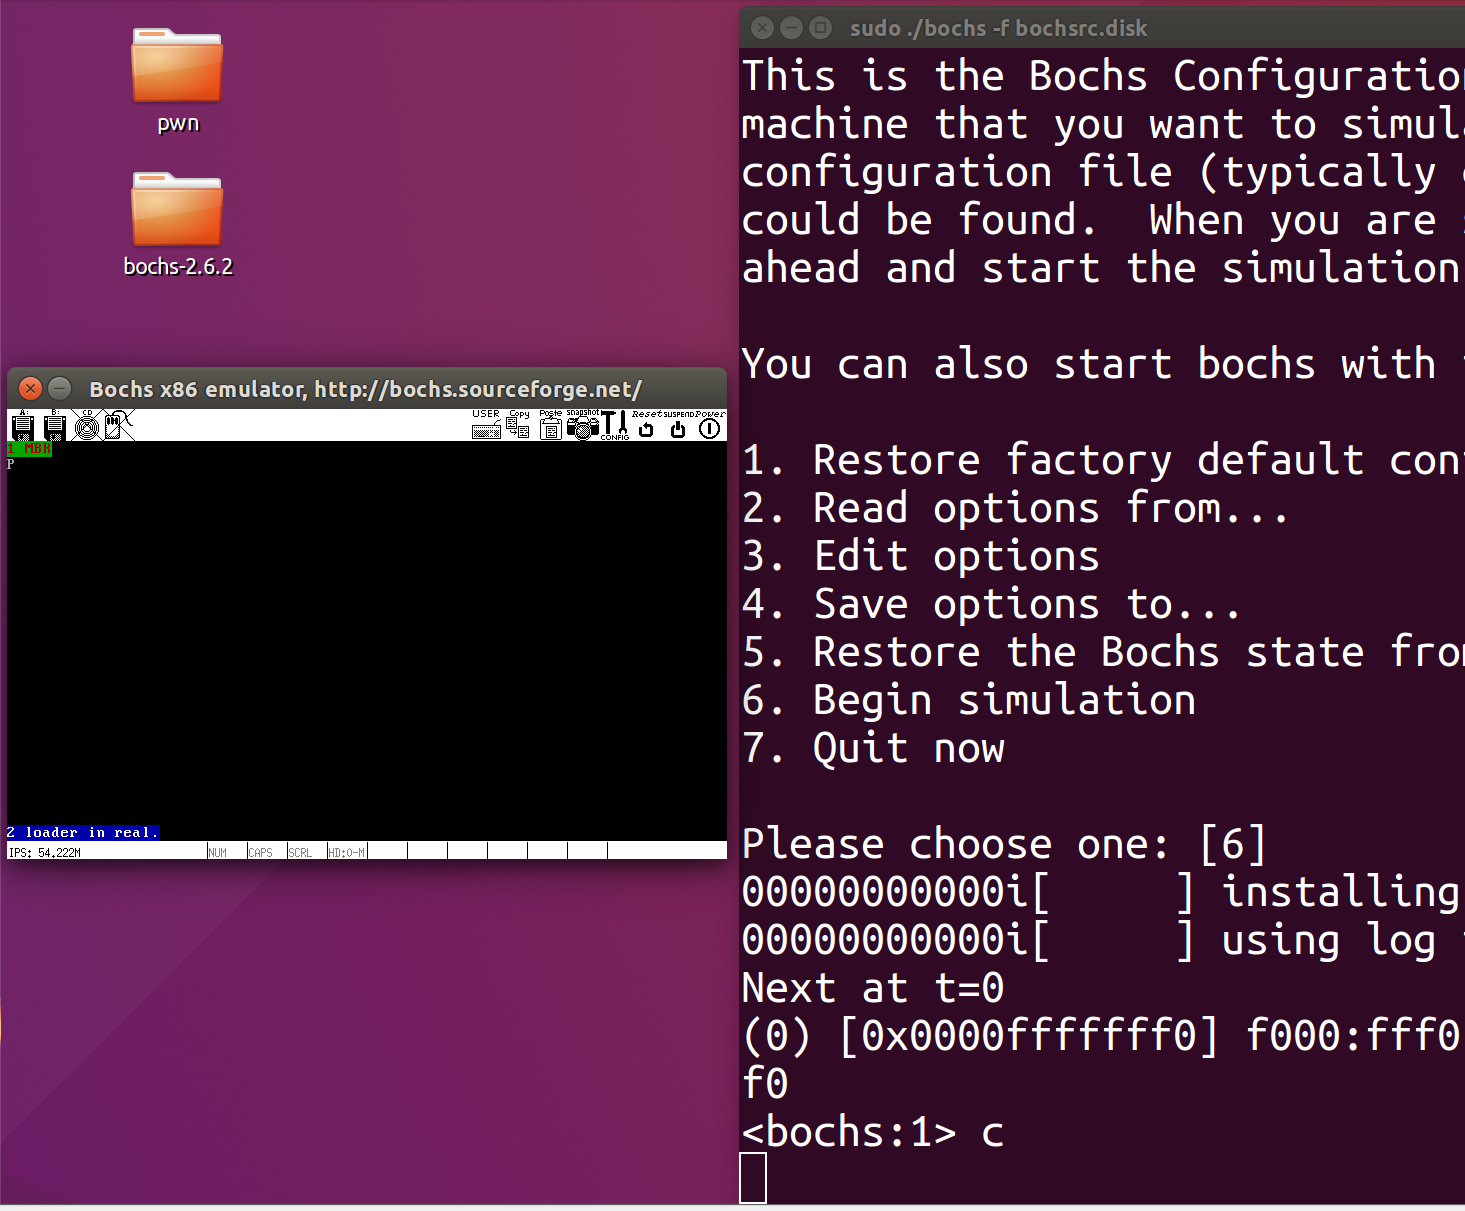 pwn
bochs-2.6.2
Bochs x86 emulator, http://bochs.sourceforge.net/
A: B: CD USER Copy Paste snapshot CONFIG Reset SUSPEND Power
1 MBR
P
2 loader in real.
IPS: 54.222M NUM CAPS SCRL HD:0-M
sudo ./bochs -f bochsrc.disk
This is the Bochs Configuratio
machine that you want to simul
configuration file (typically
could be found.  When you are
ahead and start the simulation
You can also start bochs with
1. Restore factory default con
2. Read options from...
3. Edit options
4. Save options to...
5. Restore the Bochs state fro
6. Begin simulation
7. Quit now
Please choose one: [6]
00000000000i[      ] installing
00000000000i[      ] using log
Next at t=0
(0) [0x0000fffffff0] f000:fff0
f0
<bochs:1> c